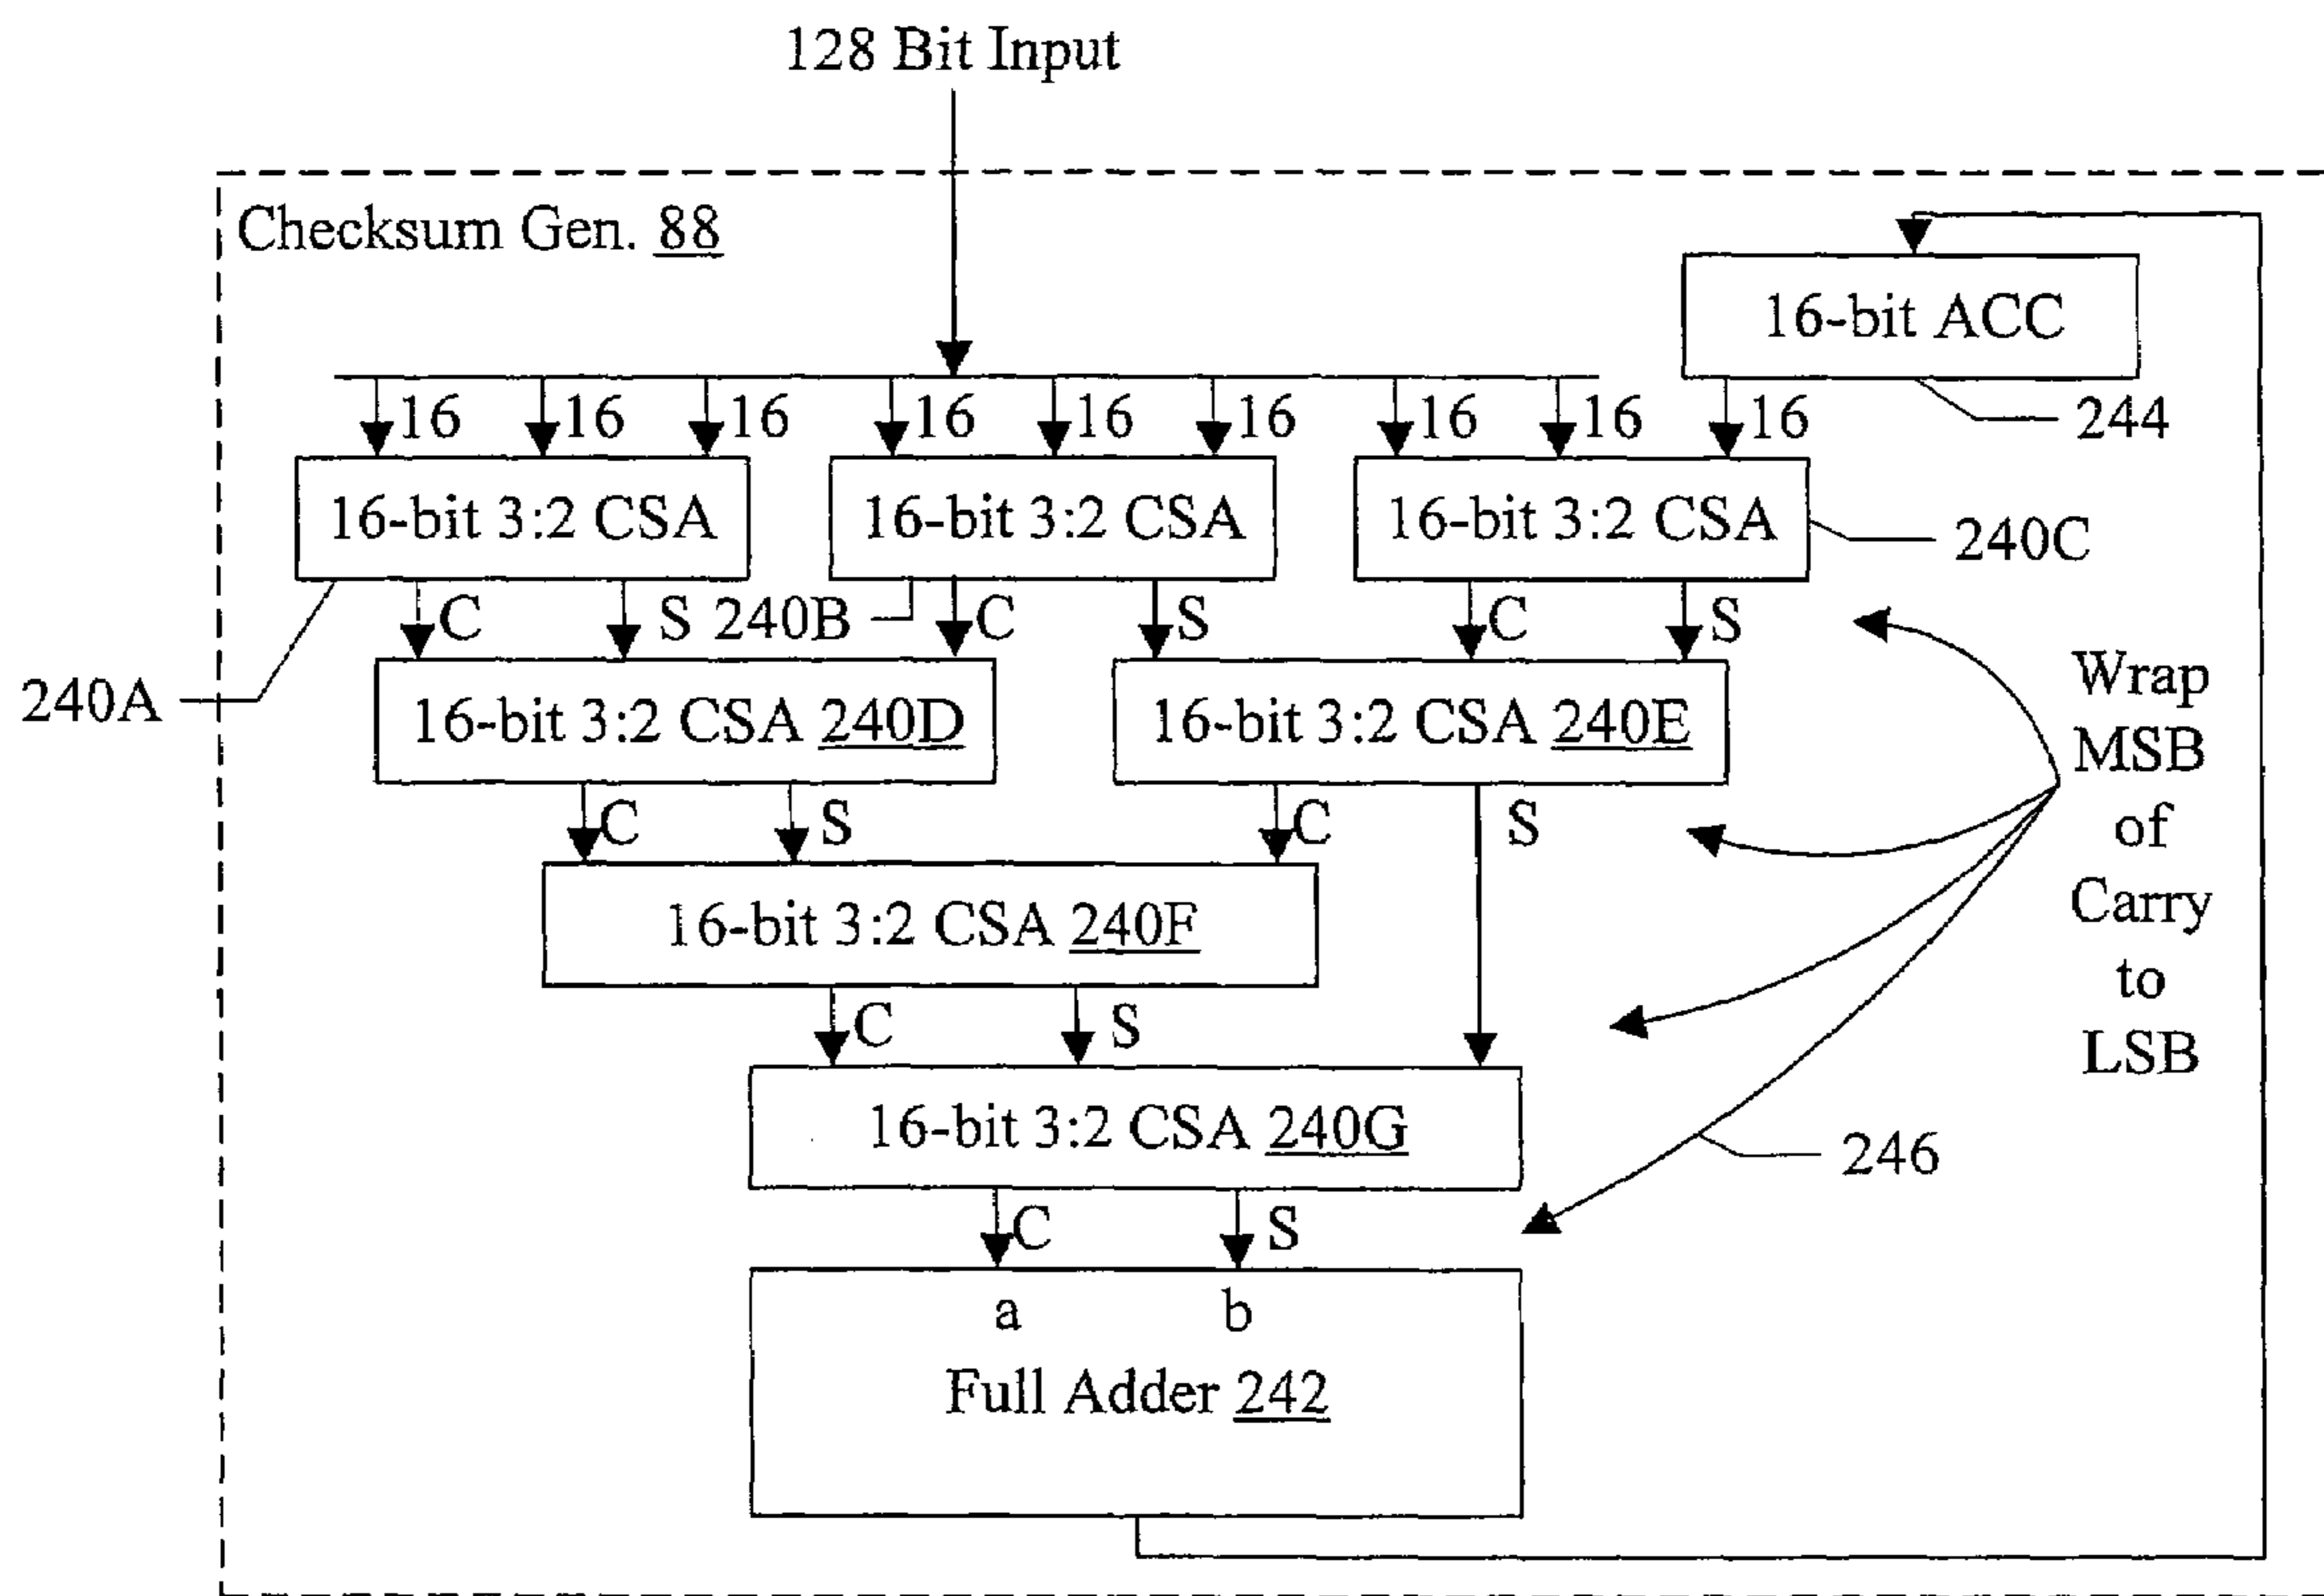 128 Bit Input
Checksum Gen. 88
16-bit ACC
16 16 16 16 16 16 16 16 16
244
16-bit 3:2 CSA 16-bit 3:2 CSA 16-bit 3:2 CSA
240C
C S 240B C S C S
240A
16-bit 3:2 CSA 240D 16-bit 3:2 CSA 240E
C S C S
16-bit 3:2 CSA 240F
C S
16-bit 3:2 CSA 240G
C S
a b
Full Adder 242
Wrap
MSB
of
Carry
to
LSB
246